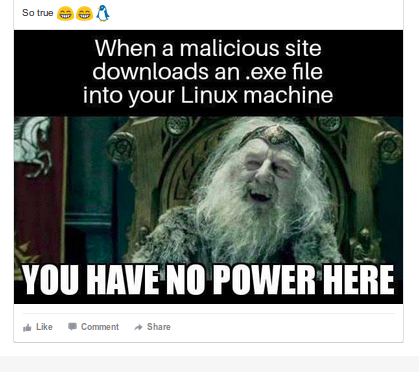 So true 😁😁🐧
When a malicious site
downloads an .exe file
into your Linux machine
YOU HAVE NO POWER HERE
Like Comment Share